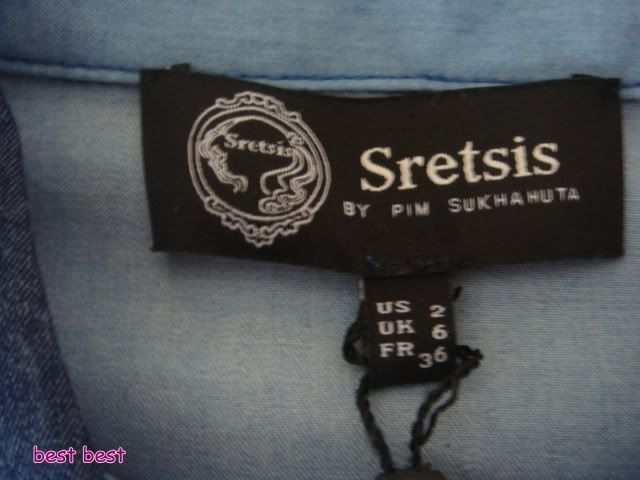 Sretsis
Sretsis
BY PIM SUKHAHUTA
US 2
UK 6
FR 36
best best